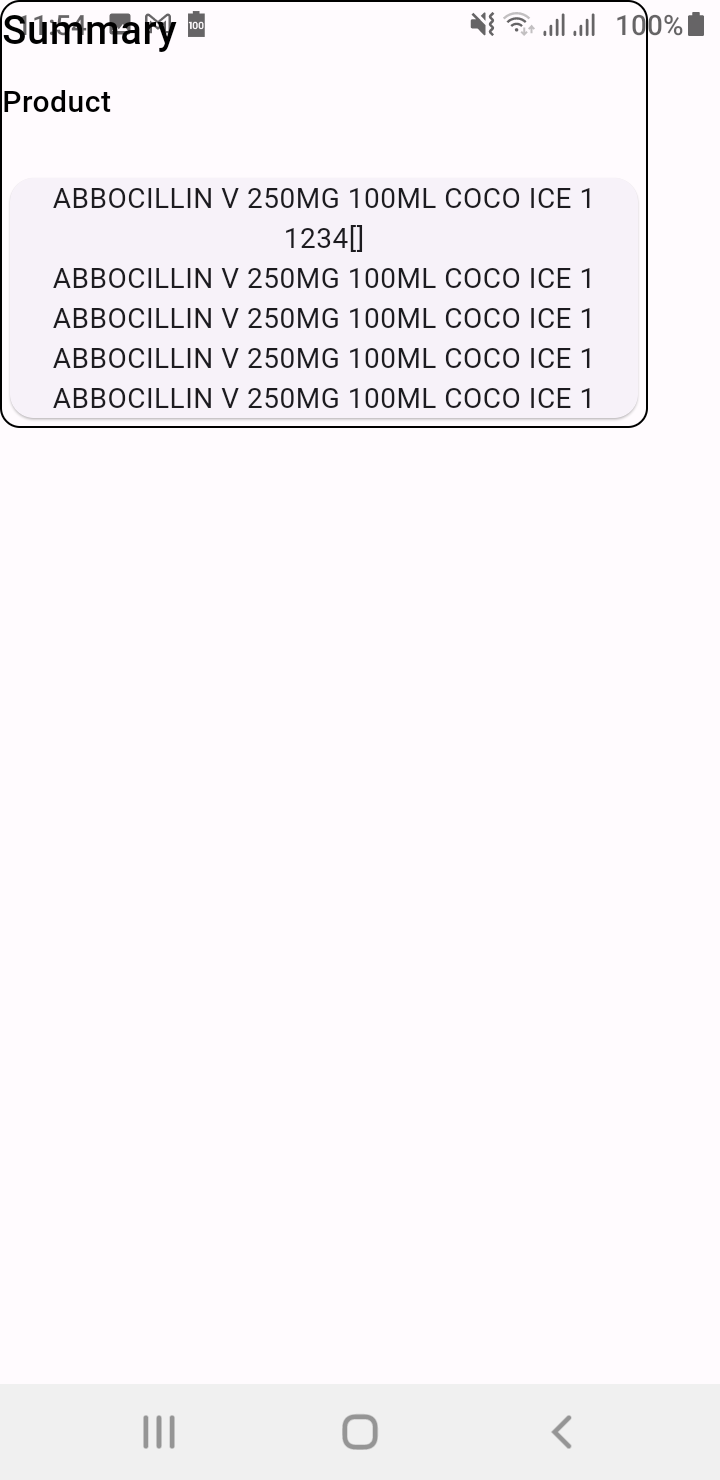 11:54
100
100%
Summary
Product
ABBOCILLIN V 250MG 100ML COCO ICE 1
1234[]
ABBOCILLIN V 250MG 100ML COCO ICE 1
ABBOCILLIN V 250MG 100ML COCO ICE 1
ABBOCILLIN V 250MG 100ML COCO ICE 1
ABBOCILLIN V 250MG 100ML COCO ICE 1